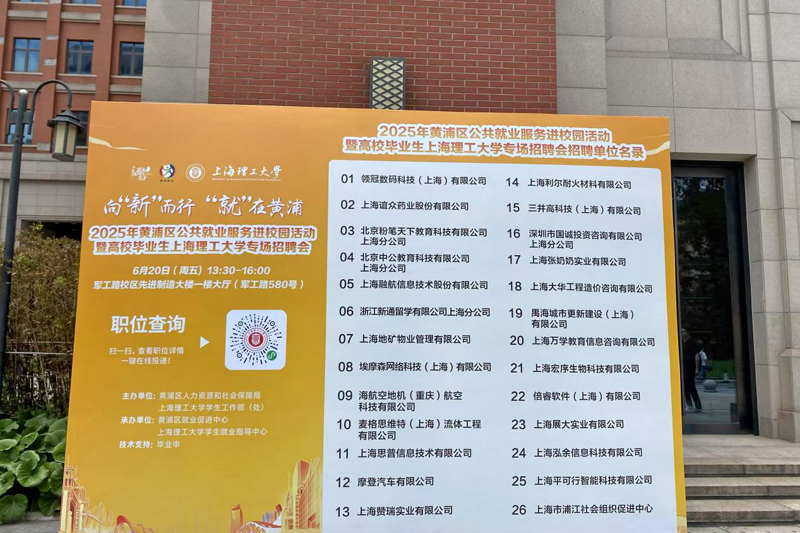 上海理工大学
向“新”而行 “就”在黄浦
2025年黄浦区公共就业服务进校园活动
暨高校毕业生上海理工大学专场招聘会
6月20日（周五）13:30-16:00
军工路校区先进制造大楼一楼大厅（军工路580号）
职位查询
扫一扫，查看职位详情
一键在线投递！
主办单位：黄浦区人力资源和社会保障局
上海理工大学学生工作部（处）
承办单位：黄浦区就业促进中心
上海理工大学学生就业指导中心
技术支持：毕业申
2025年黄浦区公共就业服务进校园活动
暨高校毕业生上海理工大学专场招聘会招聘单位名录
01 领冠数码科技（上海）有限公司
02 上海谊众药业股份有限公司
03 北京粉笔天下教育科技有限公司
上海分公司
04 北京中公教育科技有限公司
上海分公司
05 上海融航信息技术股份有限公司
06 浙江新通留学有限公司上海分公司
07 上海地矿物业管理有限公司
08 埃摩森网络科技（上海）有限公司
09 海航空地机（重庆）航空
科技有限公司
10 麦格思维特（上海）流体工程
有限公司
11 上海思普信息技术有限公司
12 摩登汽车有限公司
13 上海赞瑞实业有限公司
14 上海利尔耐火材料有限公司
15 三井高科技（上海）有限公司
16 深圳市国诚投资咨询有限公司
上海分公司
17 上海张奶奶实业有限公司
18 上海大华工程造价咨询有限公司
19 禺海城市更新建设（上海）
有限公司
20 上海万学教育信息咨询有限公司
21 上海宏序生物科技有限公司
22 倍睿软件（上海）有限公司
23 上海展大实业有限公司
24 上海泓余信息科技有限公司
25 上海平可行智能科技有限公司
26 上海市浦江社会组织促进中心